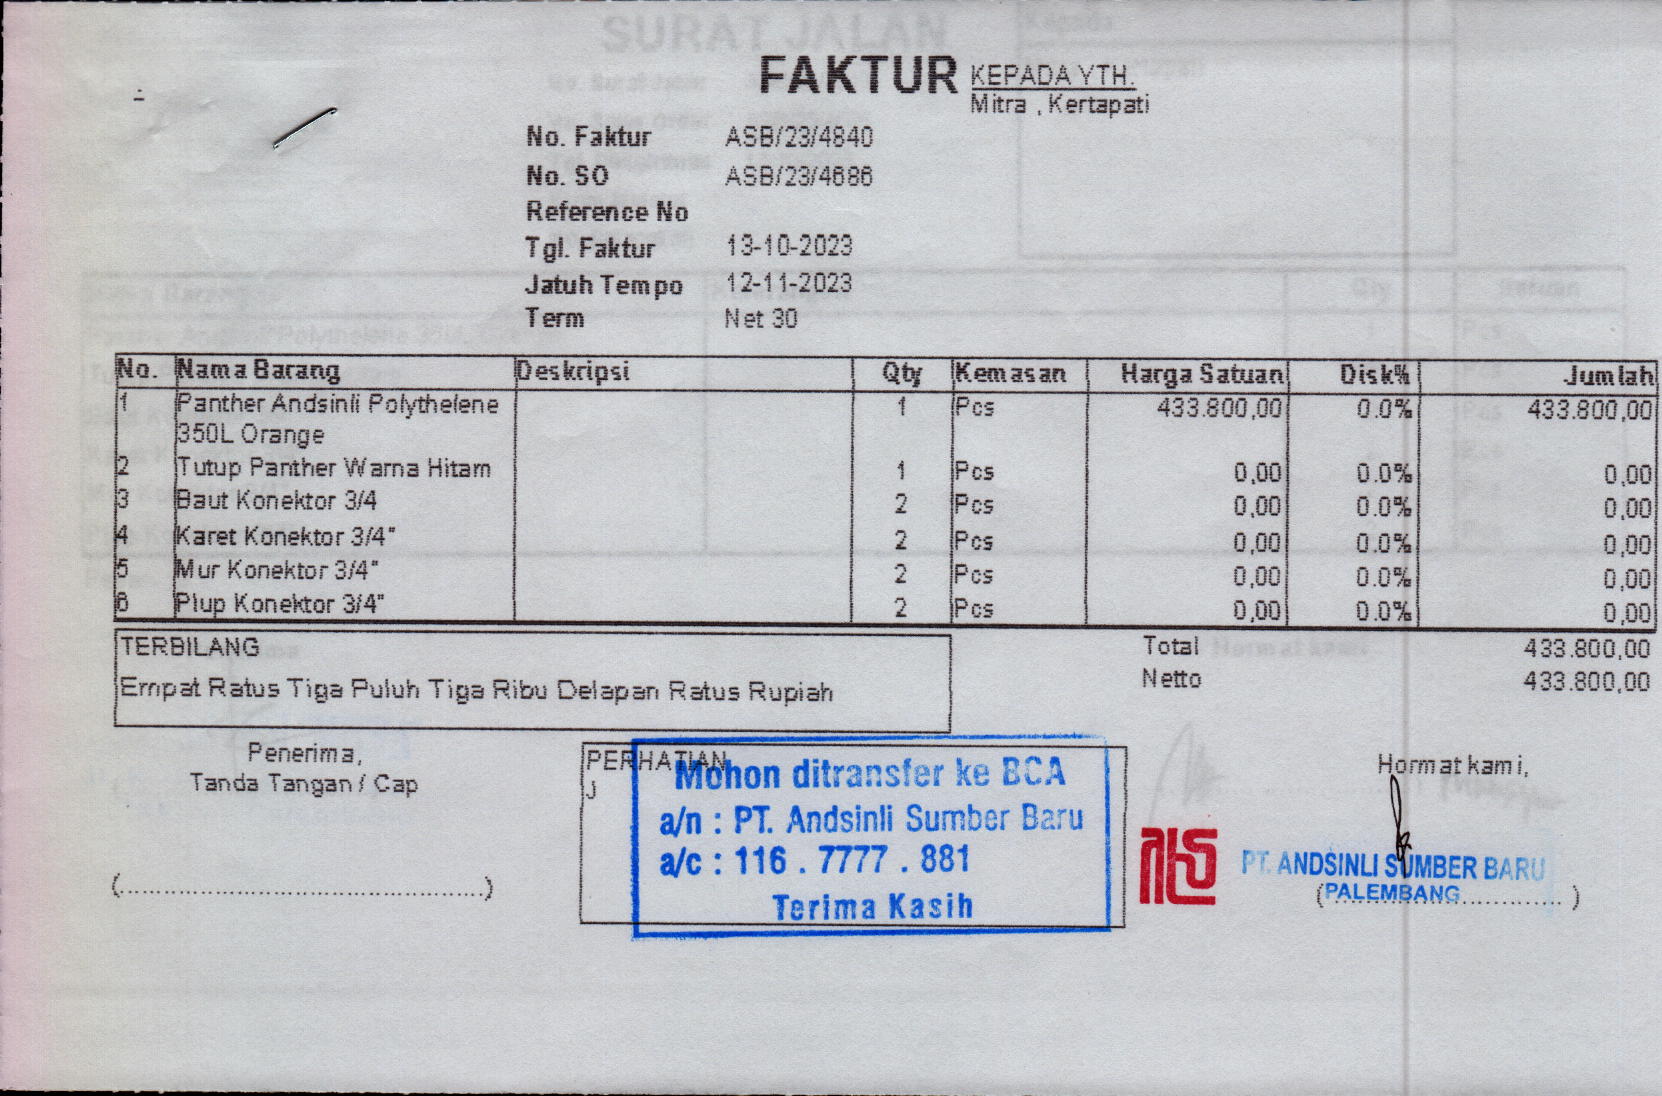 FAKTUR
KEPADA YTH.
Mitra , Kertapati
No. Faktur ASB/23/4840
No. SO ASB/23/4686
Reference No
Tgl. Faktur 13-10-2023
Jatuh Tempo 12-11-2023
Term Net 30
No. Nama Barang Deskripsi Qty Kemasan Harga Satuan Disk% Jumlah
1 Panther Andsinli Polythelene 1 Pcs 433.800,00 0.0% 433.800,00
350L Orange
2 Tutup Panther Warna Hitam 1 Pcs 0,00 0.0% 0,00
3 Baut Konektor 3/4 2 Pcs 0,00 0.0% 0,00
4 Karet Konektor 3/4" 2 Pcs 0,00 0.0% 0,00
5 Mur Konektor 3/4" 2 Pcs 0,00 0.0% 0,00
6 Plup Konektor 3/4" 2 Pcs 0,00 0.0% 0,00
TERBILANG
Empat Ratus Tiga Puluh Tiga Ribu Delapan Ratus Rupiah
Total 433.800,00
Netto 433.800,00
Penerima,
Tanda Tangan / Cap
(................................................)
PERHATIAN
J
Mohon ditransfer ke BCA
a/n : PT. Andsinli Sumber Baru
a/c : 116 . 7777 . 881
Terima Kasih
Hormat kami,
PT. ANDSINLI SUMBER BARU
(PALEMBANG)
SURAT JALAN